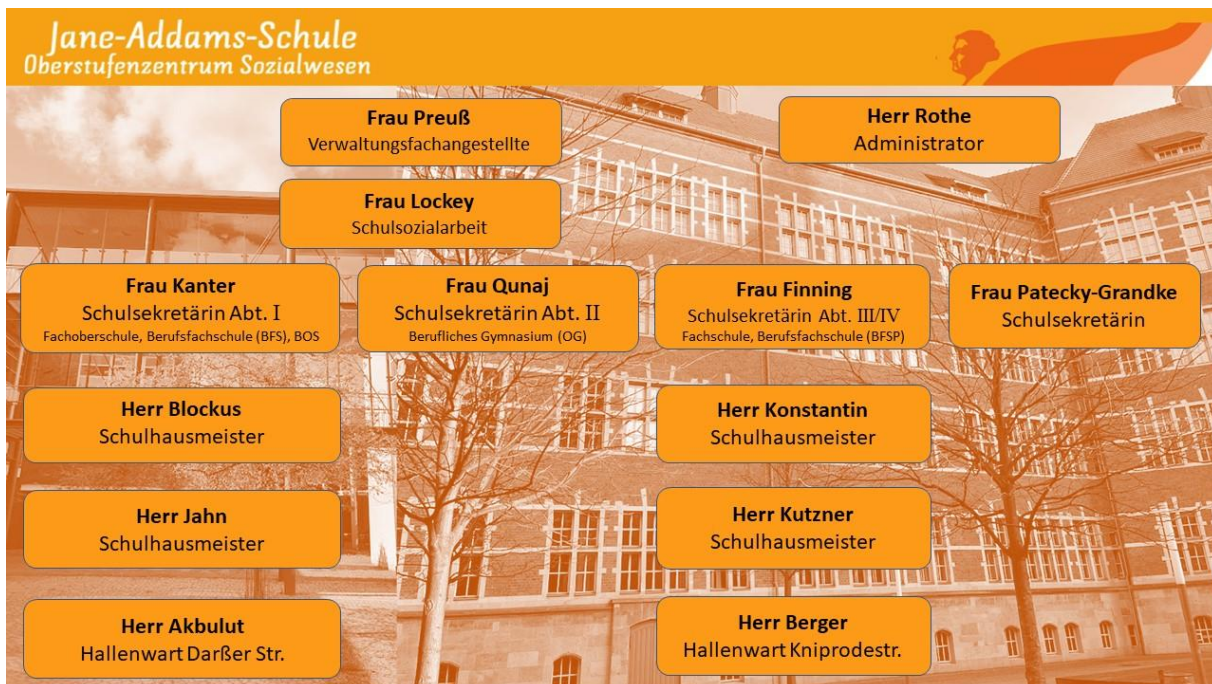 Jane-Addams-Schule
Oberstufenzentrum Sozialwesen
Frau Preuß
Verwaltungsfachangestellte
Herr Rothe
Administrator
Frau Lockey
Schulsozialarbeit
Frau Kanter
Schulsekretärin Abt. I
Fachoberschule, Berufsfachschule (BFS), BOS
Frau Qunaj
Schulsekretärin Abt. II
Berufliches Gymnasium (OG)
Frau Finning
Schulsekretärin Abt. III/IV
Fachschule, Berufsfachschule (BFSP)
Frau Patecky-Grandke
Schulsekretärin
Herr Blockus
Schulhausmeister
Herr Konstantin
Schulhausmeister
Herr Jahn
Schulhausmeister
Herr Kutzner
Schulhausmeister
Herr Akbulut
Hallenwart Darßer Str.
Herr Berger
Hallenwart Kniprodestr.